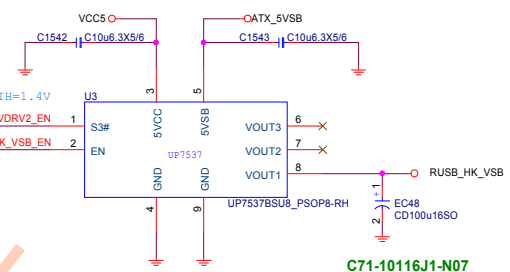 VCC5 ATX_5VSB
C1542 C10u6.3X5/6 C1543 C10u6.3X5/6
3 5
IH=1.4V U3
VDRV2_EN 1 S3# 5VCC 5VSB VOUT3 6
K_VSB_EN 2 EN UP7537 VOUT2 7
VOUT1 8 RUSB_HK_VSB
GND GND
UP7537BSU8_PSOP8-RH
4 9
1 + EC48
2 CD100u16SO
C71-10116J1-N07